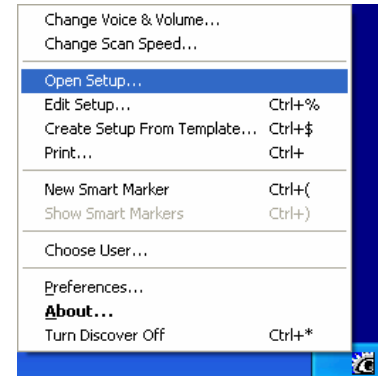 Change Voice & Volume...
Change Scan Speed...
Open Setup...
Edit Setup... Ctrl+%
Create Setup From Template... Ctrl+$
Print... Ctrl+
New Smart Marker Ctrl+(
Show Smart Markers Ctrl+)
Choose User...
Preferences...
About...
Turn Discover Off Ctrl+*